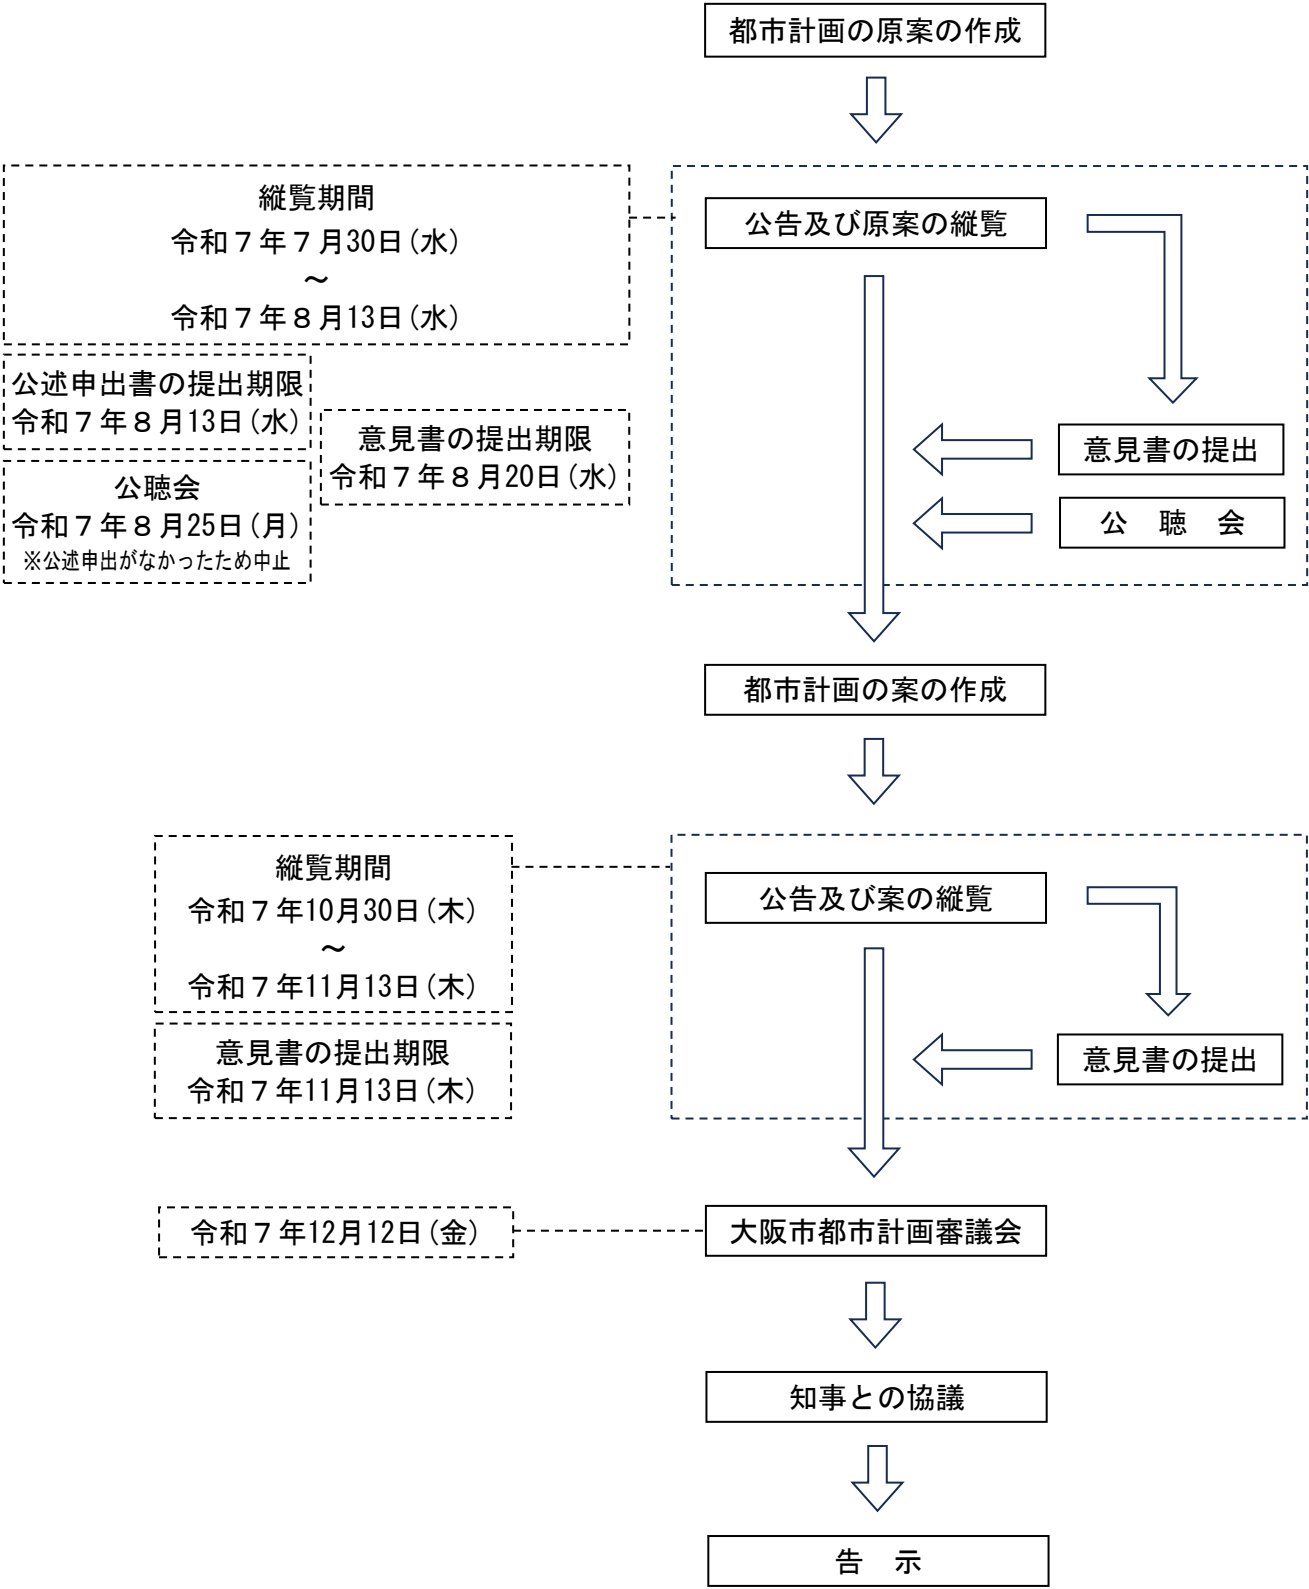 都市計画の原案の作成
縦覧期間
令和７年７月30日(水)
～
令和７年８月13日(水)
公告及び原案の縦覧
公述申出書の提出期限
令和７年８月13日(水)
意見書の提出期限
令和７年８月20日(水)
公聴会
令和７年８月25日(月)
※公述申出がなかったため中止
意見書の提出
公　聴　会
都市計画の案の作成
縦覧期間
令和７年10月30日(木)
～
令和７年11月13日(木)
公告及び案の縦覧
意見書の提出期限
令和７年11月13日(木)
意見書の提出
令和７年12月12日(金)
大阪市都市計画審議会
知事との協議
告　示